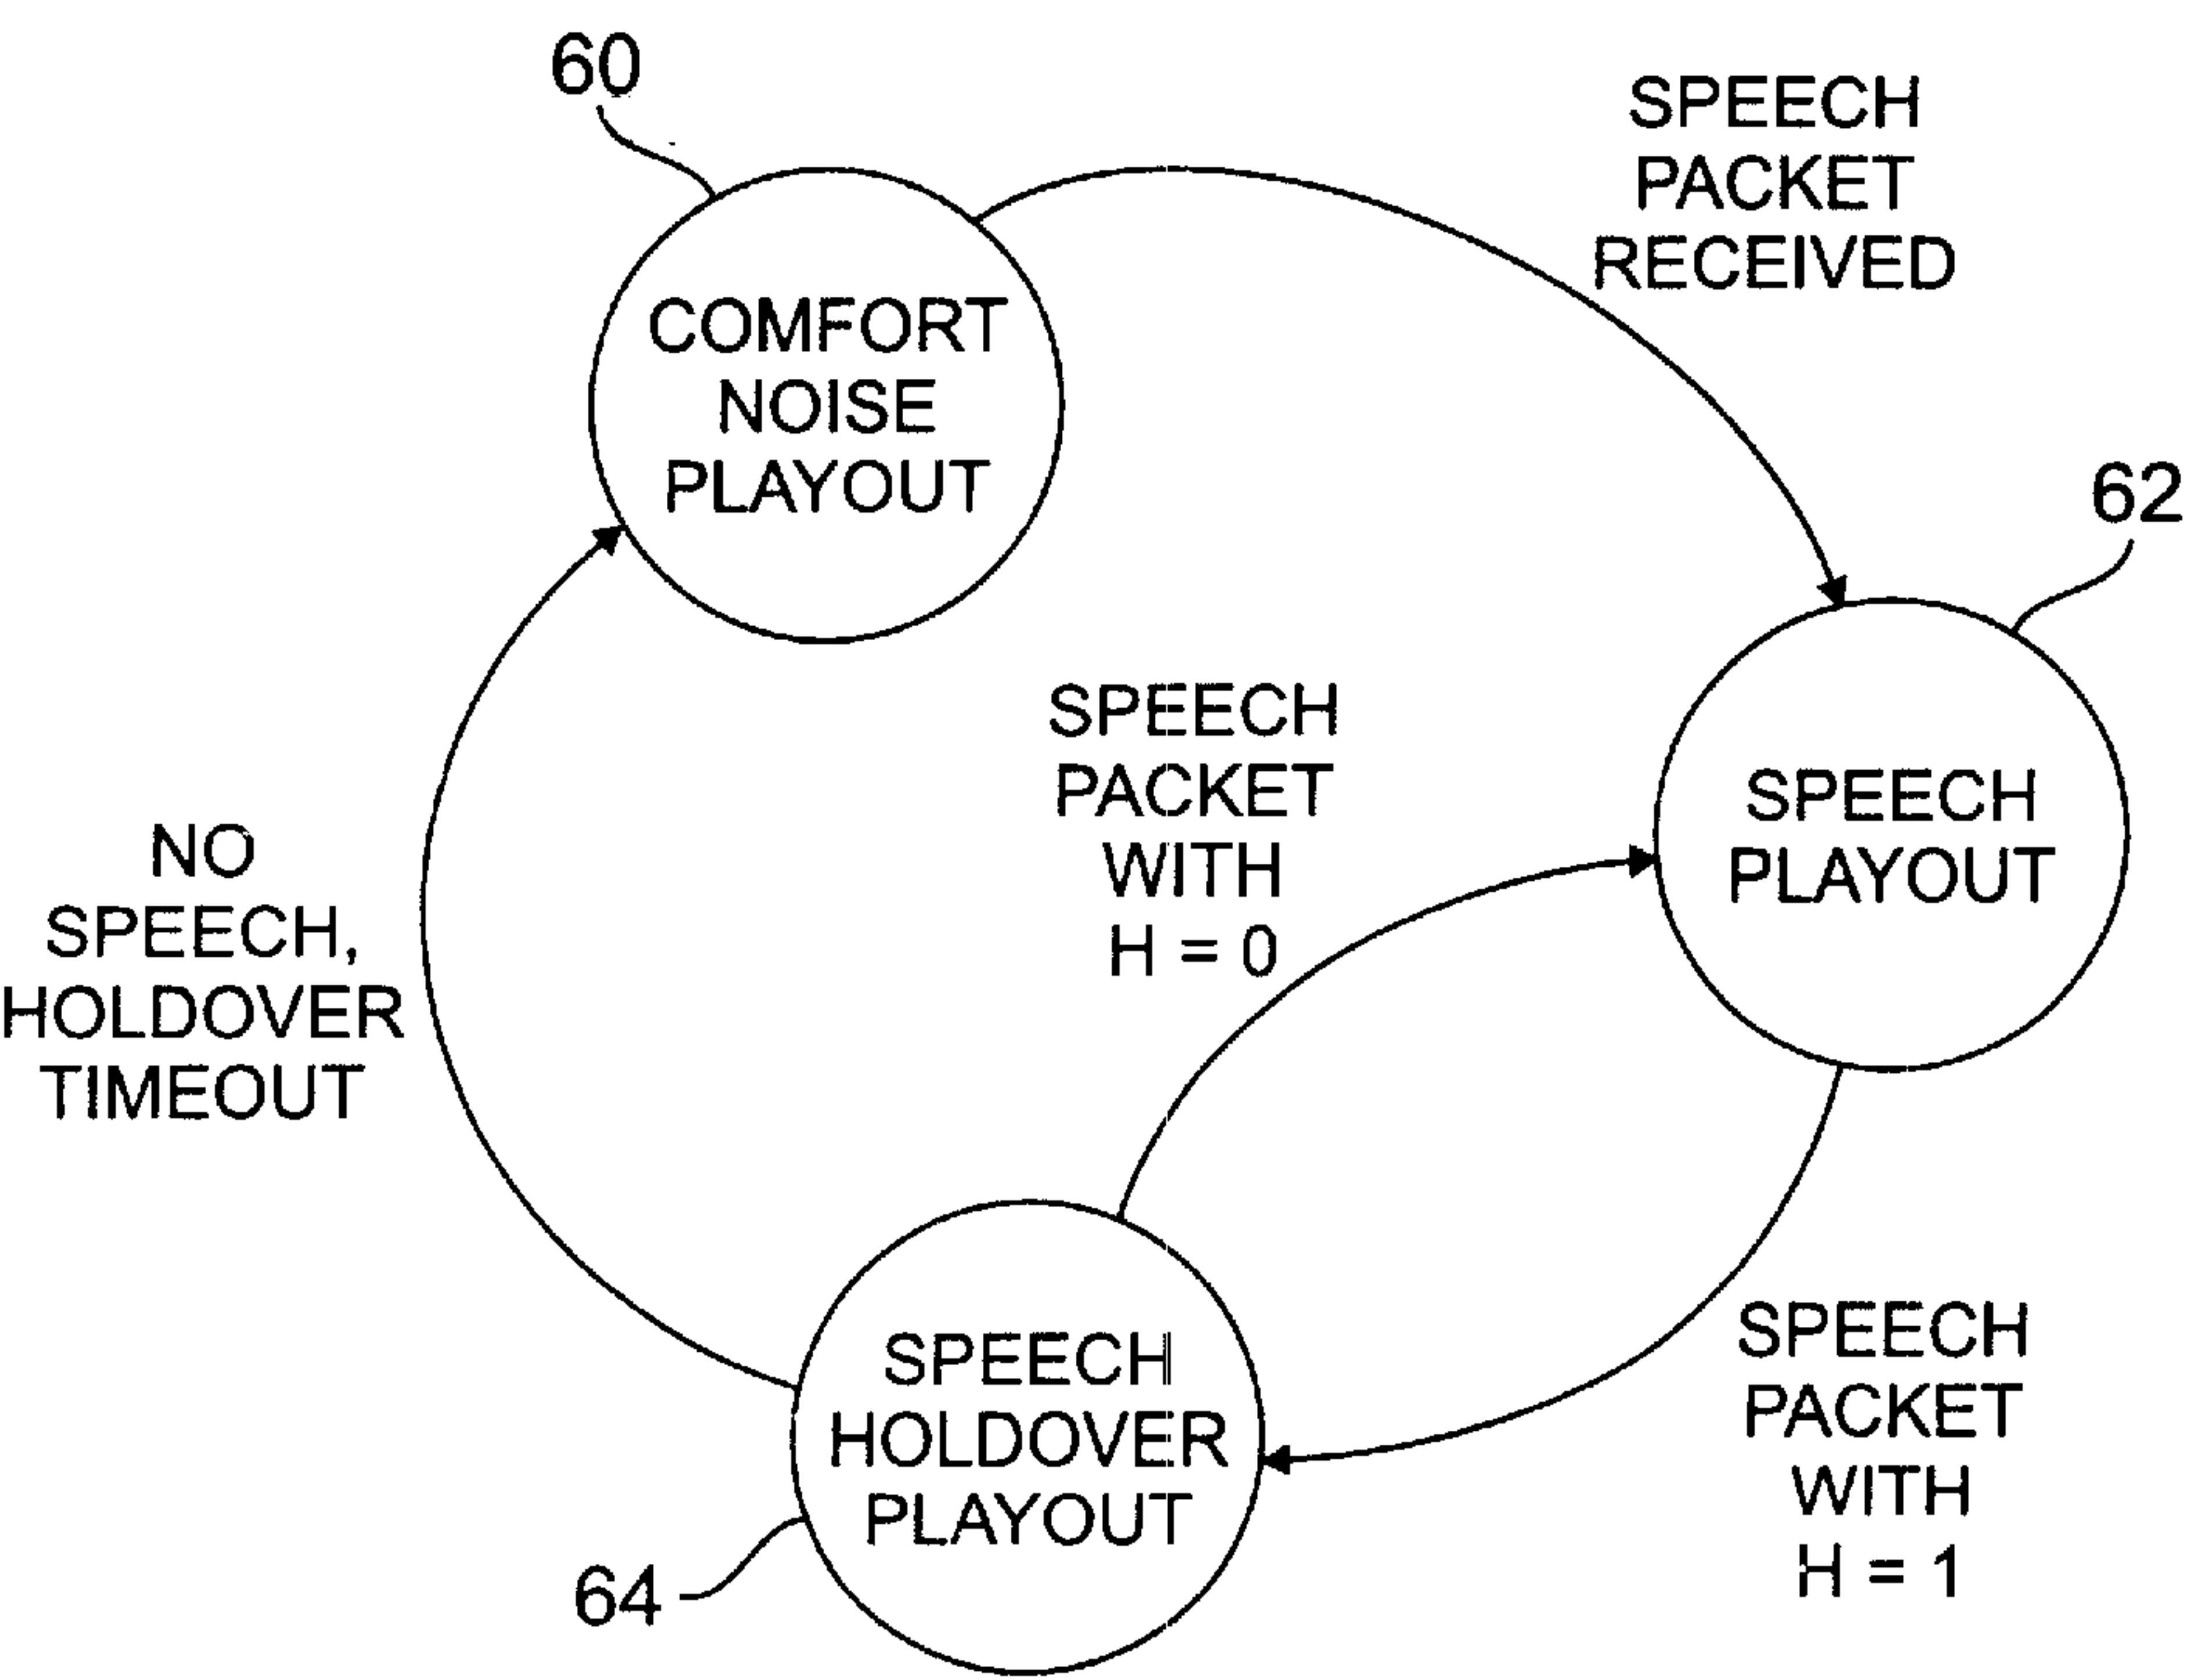 60
SPEECH
PACKET
RECEIVED
COMFORT
NOISE
PLAYOUT
62
SPEECH
PACKET
WITH
H = 0
SPEECH
PLAYOUT
NO
SPEECH,
HOLDOVER
TIMEOUT
SPEECH
HOLDOVER
PLAYOUT
SPEECH
PACKET
WITH
H = 1
64